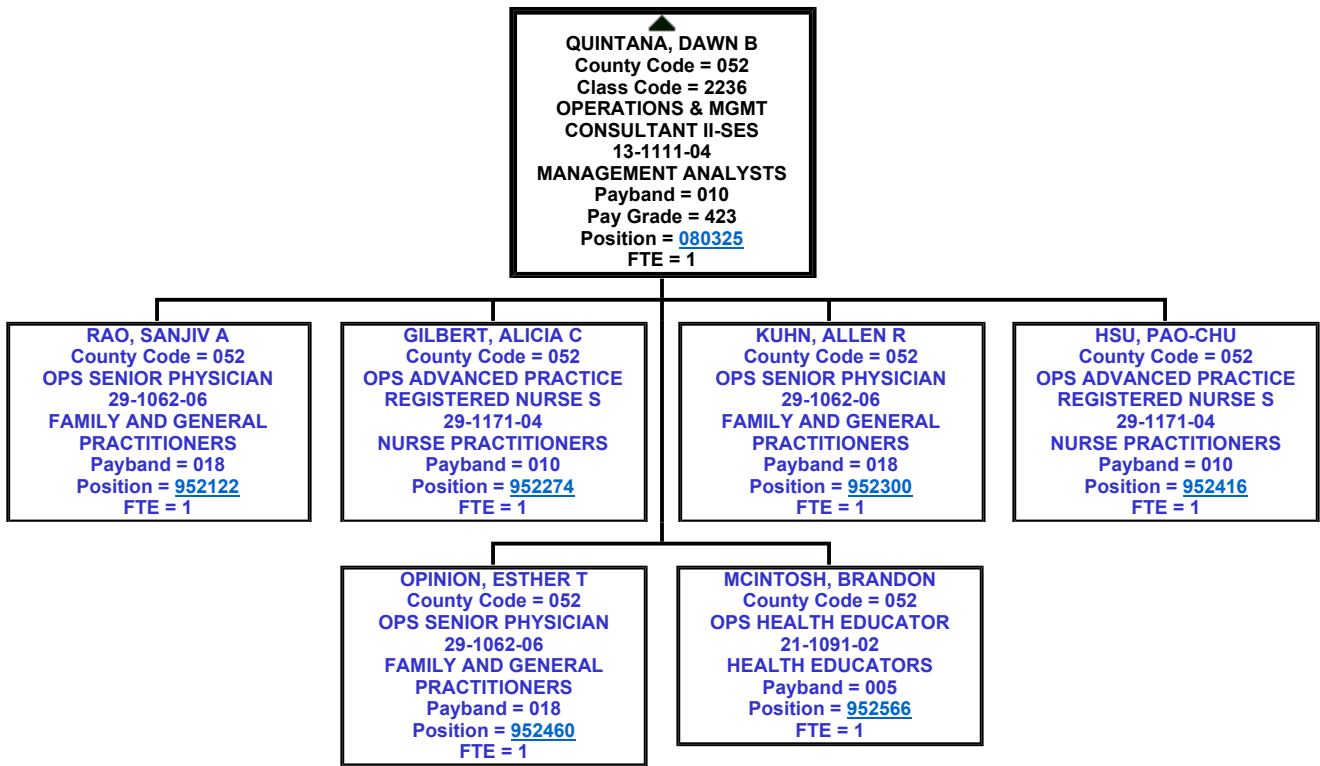 QUINTANA, DAWN B
County Code = 052
Class Code = 2236
OPERATIONS & MGMT
CONSULTANT II-SES
13-1111-04
MANAGEMENT ANALYSTS
Payband = 010
Pay Grade = 423
Position = 080325
FTE = 1
RAO, SANJIV A
County Code = 052
OPS SENIOR PHYSICIAN
29-1062-06
FAMILY AND GENERAL
PRACTITIONERS
Payband = 018
Position = 952122
FTE = 1
GILBERT, ALICIA C
County Code = 052
OPS ADVANCED PRACTICE
REGISTERED NURSE S
29-1171-04
NURSE PRACTITIONERS
Payband = 010
Position = 952274
FTE = 1
KUHN, ALLEN R
County Code = 052
OPS SENIOR PHYSICIAN
29-1062-06
FAMILY AND GENERAL
PRACTITIONERS
Payband = 018
Position = 952300
FTE = 1
HSU, PAO-CHU
County Code = 052
OPS ADVANCED PRACTICE
REGISTERED NURSE S
29-1171-04
NURSE PRACTITIONERS
Payband = 010
Position = 952416
FTE = 1
OPINION, ESTHER T
County Code = 052
OPS SENIOR PHYSICIAN
29-1062-06
FAMILY AND GENERAL
PRACTITIONERS
Payband = 018
Position = 952460
FTE = 1
MCINTOSH, BRANDON
County Code = 052
OPS HEALTH EDUCATOR
21-1091-02
HEALTH EDUCATORS
Payband = 005
Position = 952566
FTE = 1